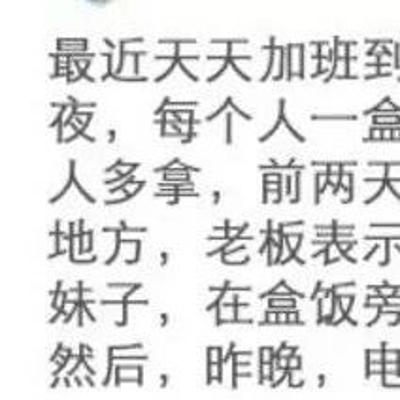 最近天天加班到
夜，每个人一盒
人多拿，前两天
地方，老板表示
妹子，在盒饭旁
然后，昨晚，电